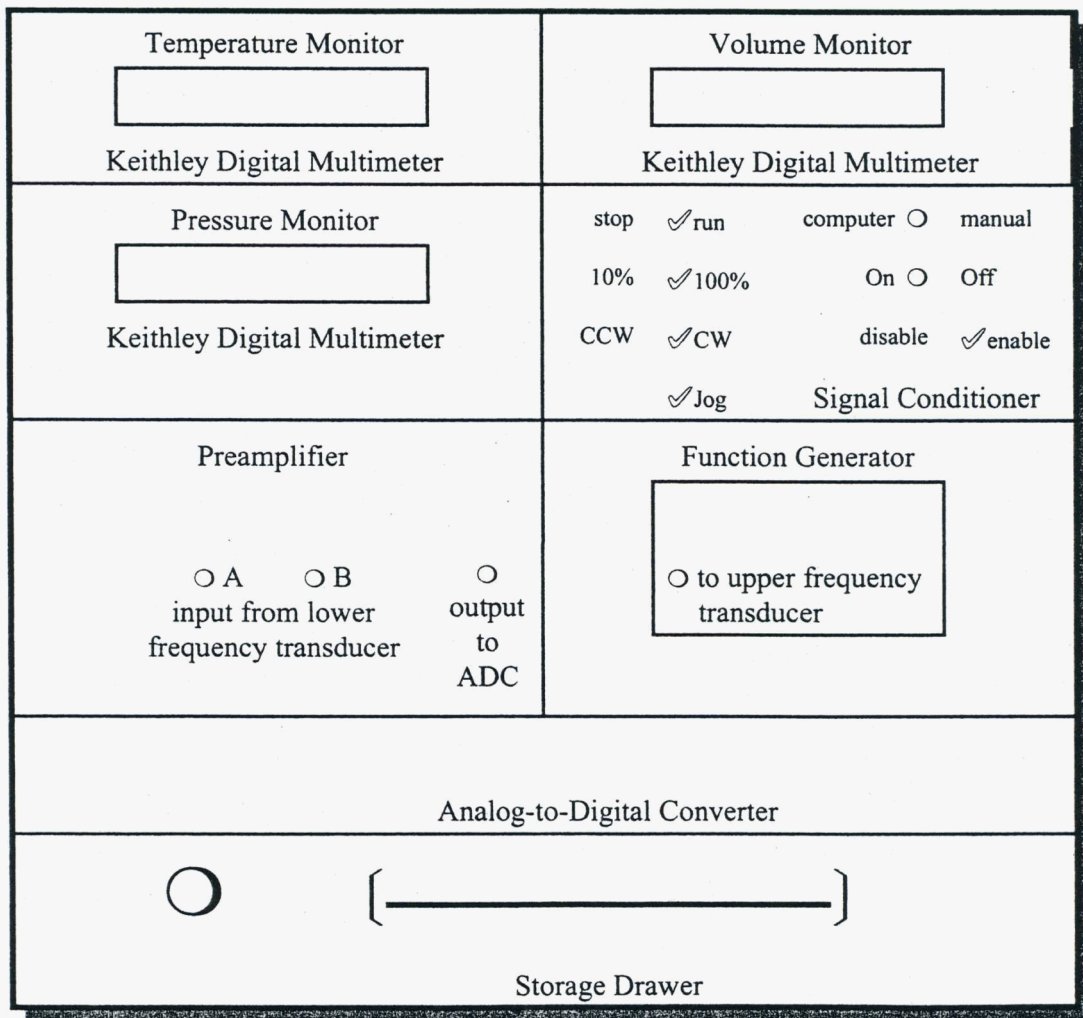 Temperature Monitor
Keithley Digital Multimeter
Volume Monitor
Keithley Digital Multimeter
Pressure Monitor
Keithley Digital Multimeter
stop ✓run computer ○ manual
10% ✓100% On ○ Off
CCW ✓CW disable ✓enable
✓Jog Signal Conditioner
Preamplifier
○ A ○ B
input from lower
frequency transducer
○
output
to
ADC
Function Generator
○ to upper frequency
transducer
Analog-to-Digital Converter
Storage Drawer